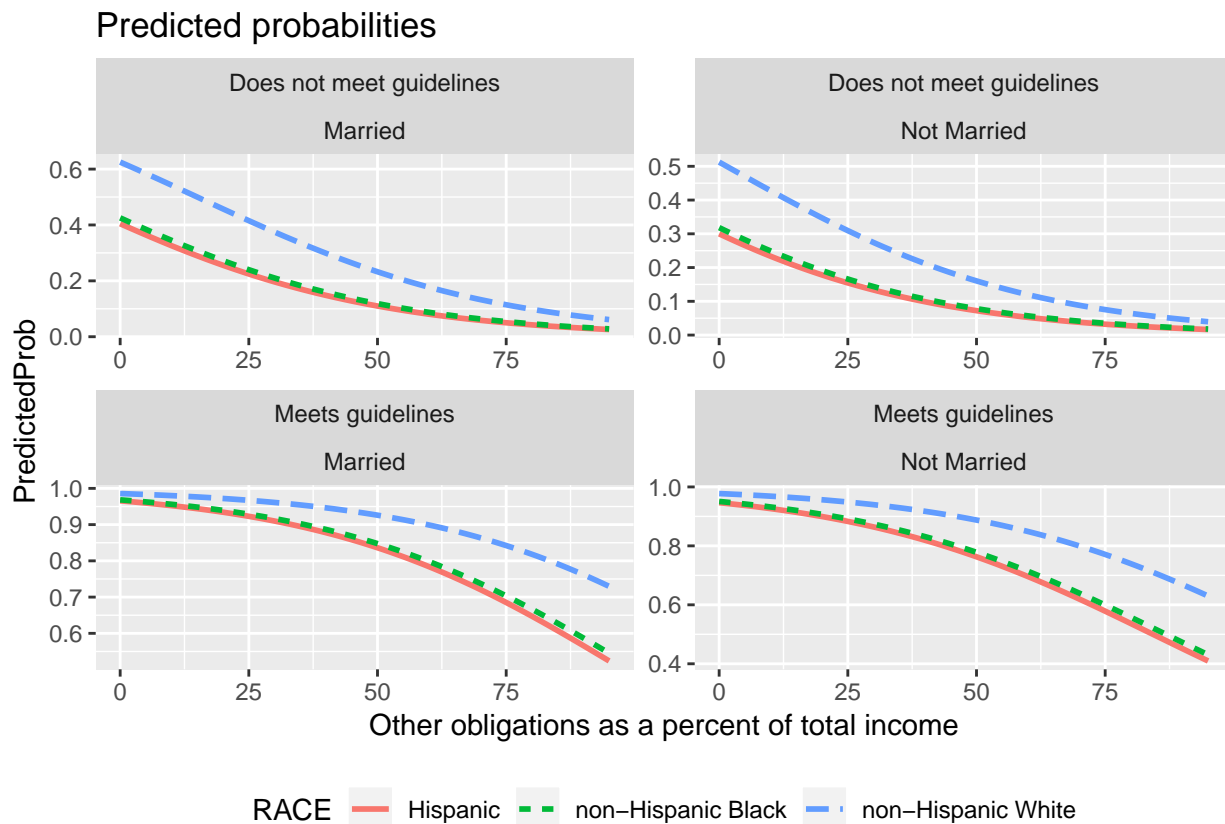 Predicted probabilities
Does not meet guidelines
Married
Does not meet guidelines
Not Married
0.6
0.4
0.2
0.0
0 25 50 75
0.5
0.4
0.3
0.2
0.1
0.0
0 25 50 75
Meets guidelines
Married
Meets guidelines
Not Married
1.0
0.9
0.8
0.7
0.6
0 25 50 75
1.0
0.8
0.6
0.4
0 25 50 75
PredictedProb
Other obligations as a percent of total income
RACE Hispanic non−Hispanic Black non−Hispanic White